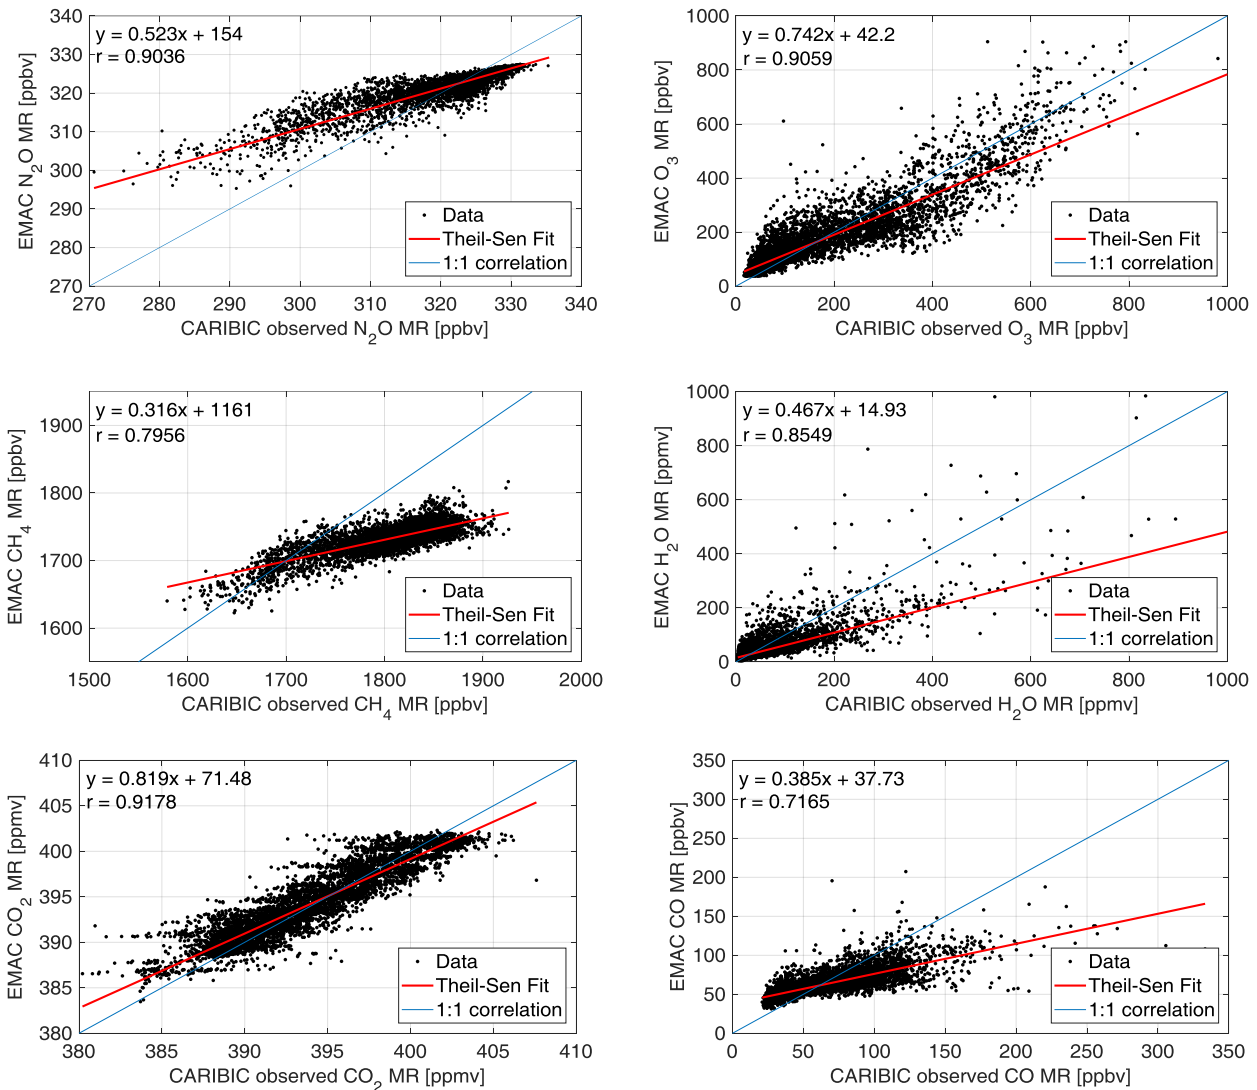 y = 0.523x + 154
r = 0.9036
340
330
320
310
300
290
280
270
EMAC N2O MR [ppbv]
Data
Theil-Sen Fit
1:1 correlation
270 280 290 300 310 320 330 340
CARIBIC observed N2O MR [ppbv]
y = 0.742x + 42.2
r = 0.9059
1000
800
600
400
200
0
EMAC O3 MR [ppbv]
Data
Theil-Sen Fit
1:1 correlation
0 200 400 600 800 1000
CARIBIC observed O3 MR [ppbv]
y = 0.316x + 1161
r = 0.7956
1900
1800
1700
1600
EMAC CH4 MR [ppbv]
Data
Theil-Sen Fit
1:1 correlation
1500 1600 1700 1800 1900 2000
CARIBIC observed CH4 MR [ppbv]
y = 0.467x + 14.93
r = 0.8549
1000
800
600
400
200
0
EMAC H2O MR [ppmv]
Data
Theil-Sen Fit
1:1 correlation
0 200 400 600 800 1000
CARIBIC observed H2O MR [ppmv]
y = 0.819x + 71.48
r = 0.9178
410
405
400
395
390
385
380
EMAC CO2 MR [ppmv]
Data
Theil-Sen Fit
1:1 correlation
380 385 390 395 400 405 410
CARIBIC observed CO2 MR [ppmv]
y = 0.385x + 37.73
r = 0.7165
350
300
250
200
150
100
50
0
EMAC CO MR [ppbv]
Data
Theil-Sen Fit
1:1 correlation
0 50 100 150 200 250 300 350
CARIBIC observed CO MR [ppbv]